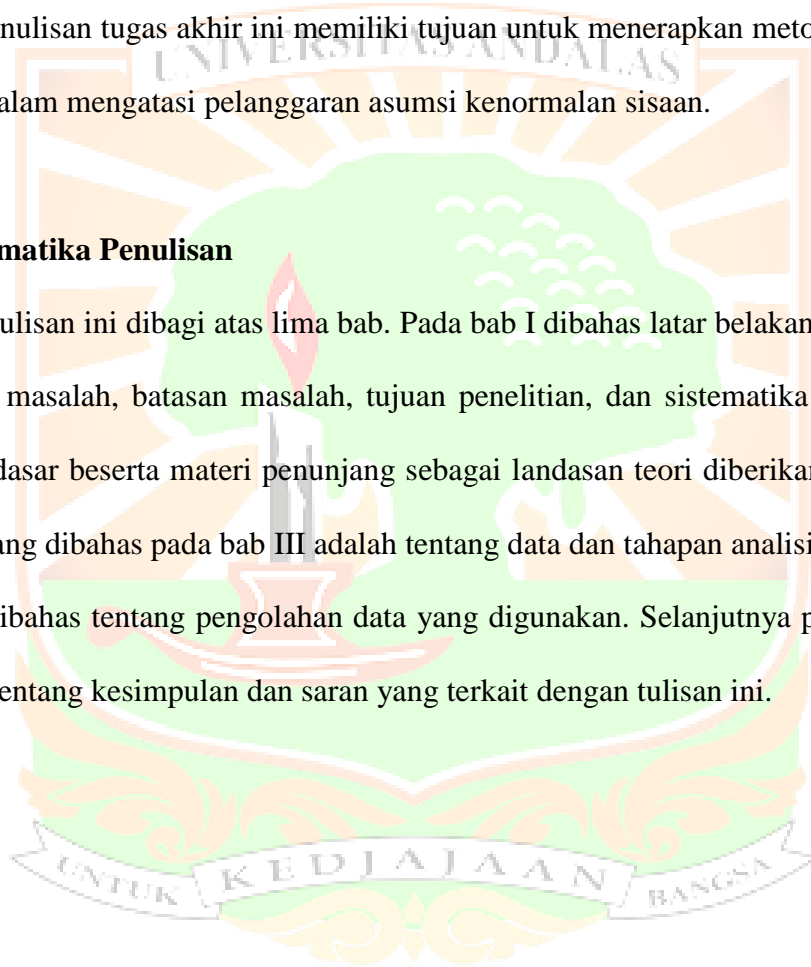 nulisan tugas akhir ini memiliki tujuan untuk menerapkan meto
UNIVERSITAS ANDALAS
alam mengatasi pelanggaran asumsi kenormalan sisaan.
matika Penulisan
ulisan ini dibagi atas lima bab. Pada bab I dibahas latar belakan
masalah, batasan masalah, tujuan penelitian, dan sistematika
dasar beserta materi penunjang sebagai landasan teori diberikan
ang dibahas pada bab III adalah tentang data dan tahapan analisi
ibahas tentang pengolahan data yang digunakan. Selanjutnya p
entang kesimpulan dan saran yang terkait dengan tulisan ini.
UNTUK KEDJAJAAN BANGSA